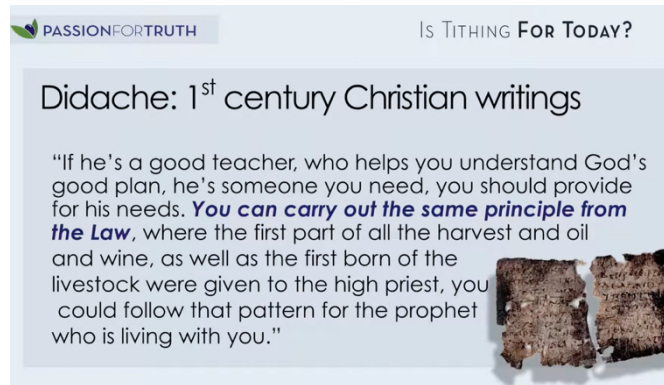 PASSIONFORTRUTH
IS TITHING FOR TODAY?
Didache: 1st century Christian writings
“If he’s a good teacher, who helps you understand God’s
good plan, he’s someone you need, you should provide
for his needs. You can carry out the same principle from
the Law, where the first part of all the harvest and oil
and wine, as well as the first born of the
livestock were given to the high priest, you
could follow that pattern for the prophet
who is living with you.”